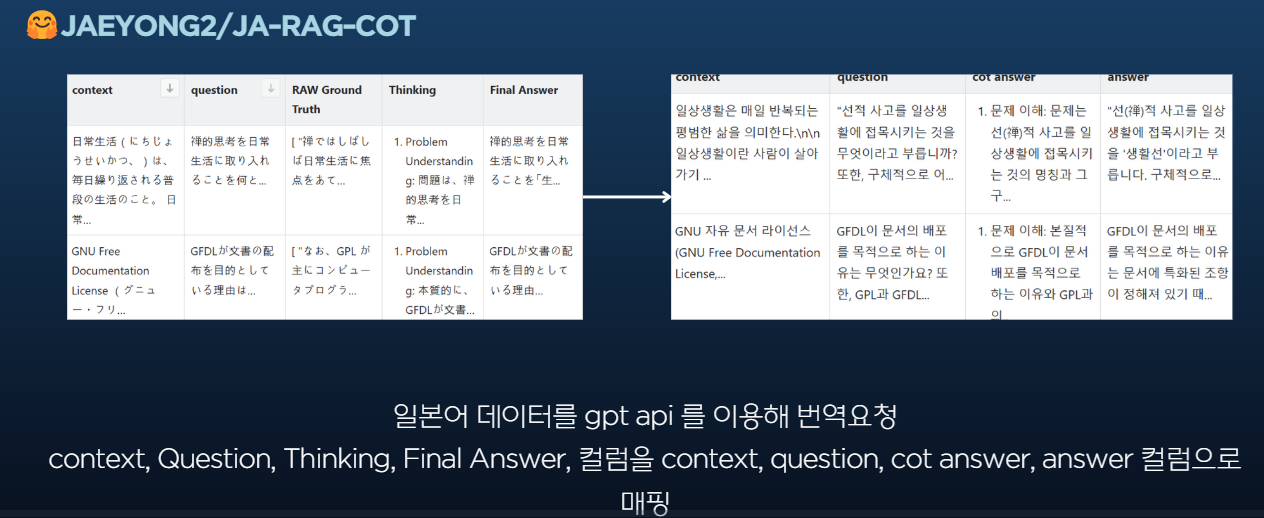 🤗JAEYONG2/JA-RAG-COT
context ↓ question ↓ RAW Ground Truth Thinking Final Answer
日常生活（にちじょ
うせいかつ、）は、
毎日繰り返される普
段の生活のこと。 日
常...
禅的思考を日常
生活に取り入れ
ることを何と...
[ "禅ではしばし
ば日常生活に焦
点をあて...
1. Problem
Understandin
g: 問題は、禅
的思考を日
常...
禅的思考を日常
生活に取り入れ
ることを「生...
GNU Free
Documentation
License （グニュ
ー・フリ...
GFDLが文書の配
布を目的として
いる理由は...
[ "なお、GPL が
主にコンピュー
タプログラ...
1. Problem
Understandin
g: 本質的に、
GFDLが文書...
GFDLが文書の配
布を目的として
いる理由...
context question cot answer answer
일상생활은 매일 반복되는
평범한 삶을 의미한다.\n\n
일상생활이란 사람이 살아
가기 ...
"선적 사고를 일상생
활에 접목시키는 것을
무엇이라고 부릅니까?
또한, 구체적으로 어...
1. 문제 이해: 문제는
선(禪)적 사고를 일
상생활에 접목시키
는 것의 명칭과 그
구...
"선(禪)적 사고를 일상
생활에 접목시키는 것
을 '생활선'이라고 부
릅니다. 구체적으로...
GNU 자유 문서 라이선스
(GNU Free Documentation
License,...
GFDL이 문서의 배포
를 목적으로 하는 이
유는 무엇인가요? 또
한, GPL과 GFDL...
1. 문제 이해: 본질적
으로 GFDL이 문서
배포를 목적으로
하는 이유와 GPL과
의
GFDL이 문서의 배포
를 목적으로 하는 이유
는 문서에 특화된 조항
이 정해져 있기 때...
일본어 데이터를 gpt api 를 이용해 번역요청
context, Question, Thinking, Final Answer, 컬럼을 context, question, cot answer, answer 컬럼으로
매핑